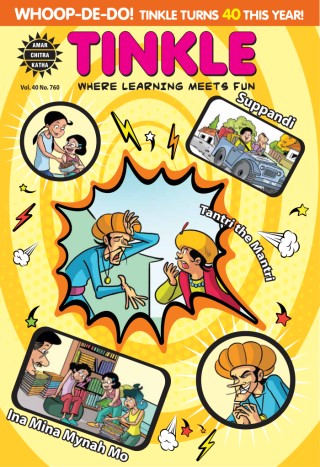 WHOOP-DE-DO! TINKLE TURNS 40 THIS YEAR!
AMAR
CHITRA
KATHA
TINKLE
WHERE LEARNING MEETS FUN
Vol. 40 No. 760
Suppandi
Tantri the Mantri
Ina Mina Mynah Mo